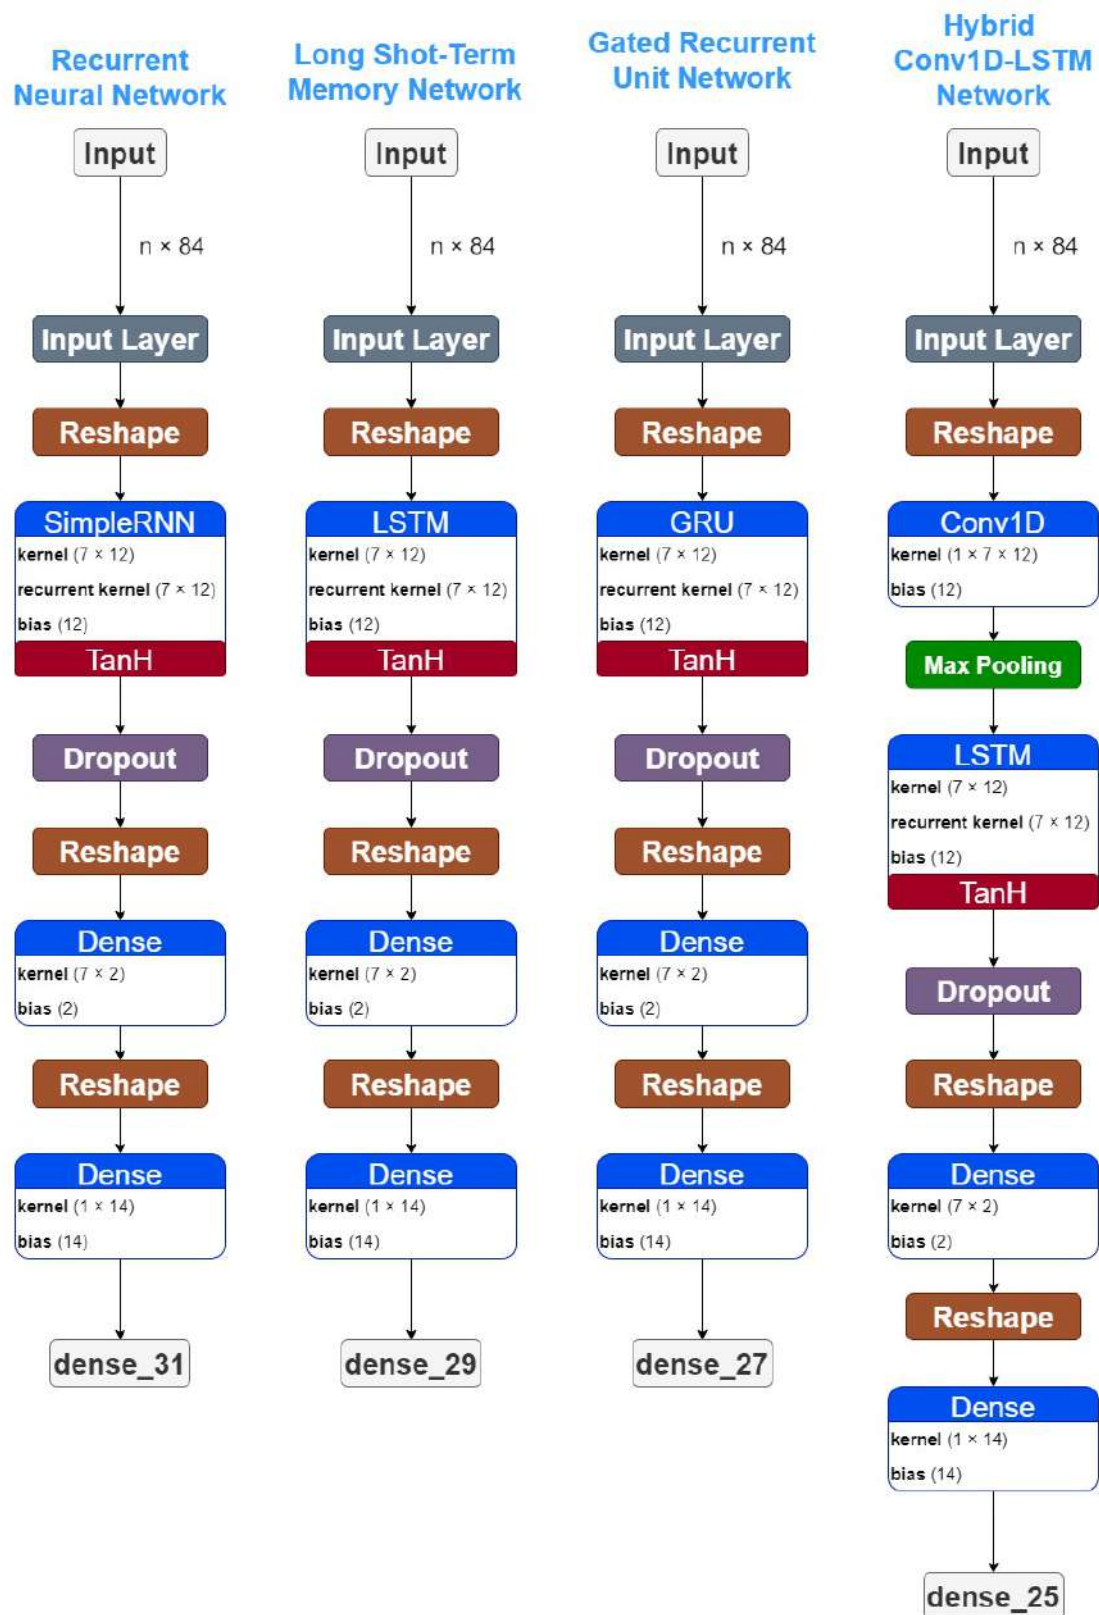 Recurrent
Neural Network
Input
n × 84
Input Layer
Reshape
SimpleRNN
kernel (7 × 12)
recurrent kernel (7 × 12)
bias (12)
TanH
Dropout
Reshape
Dense
kernel (7 × 2)
bias (2)
Reshape
Dense
kernel (1 × 14)
bias (14)
dense_31
Long Shot-Term
Memory Network
Input
n × 84
Input Layer
Reshape
LSTM
kernel (7 × 12)
recurrent kernel (7 × 12)
bias (12)
TanH
Dropout
Reshape
Dense
kernel (7 × 2)
bias (2)
Reshape
Dense
kernel (1 × 14)
bias (14)
dense_29
Gated Recurrent
Unit Network
Input
n × 84
Input Layer
Reshape
GRU
kernel (7 × 12)
recurrent kernel (7 × 12)
bias (12)
TanH
Dropout
Reshape
Dense
kernel (7 × 2)
bias (2)
Reshape
Dense
kernel (1 × 14)
bias (14)
dense_27
Hybrid
Conv1D-LSTM
Network
Input
n × 84
Input Layer
Reshape
Conv1D
kernel (1 × 7 × 12)
bias (12)
Max Pooling
LSTM
kernel (7 × 12)
recurrent kernel (7 × 12)
bias (12)
TanH
Dropout
Reshape
Dense
kernel (7 × 2)
bias (2)
Reshape
Dense
kernel (1 × 14)
bias (14)
dense_25